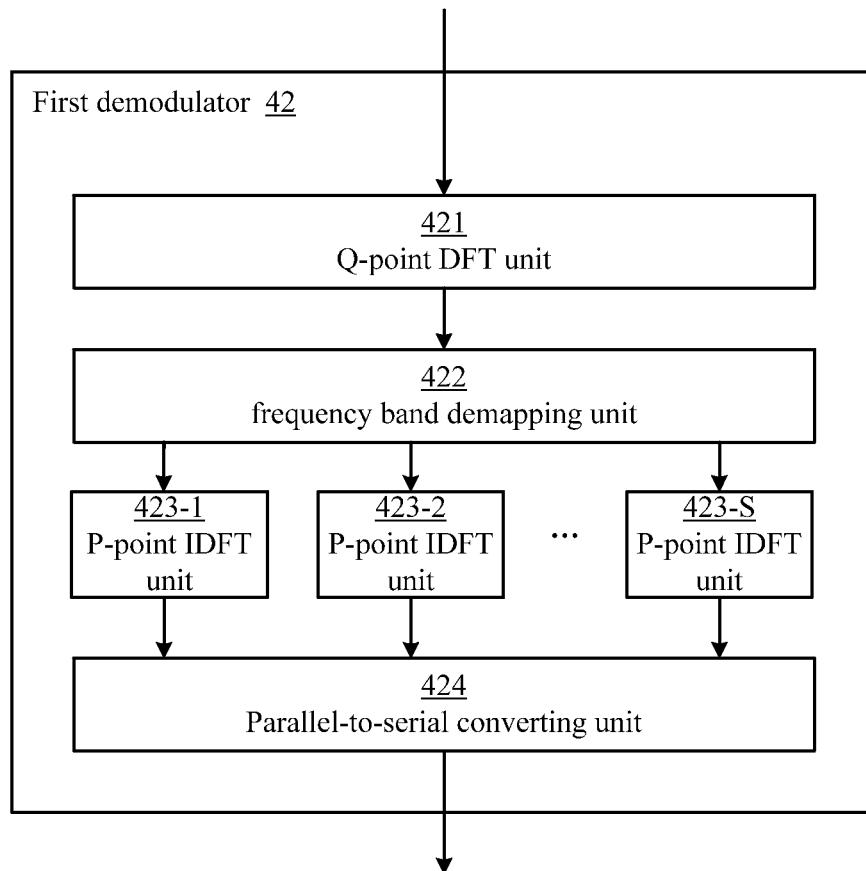 First demodulator 42
421
Q-point DFT unit
422
frequency band demapping unit
423-1
P-point IDFT
unit
423-2
P-point IDFT
unit
...
423-S
P-point IDFT
unit
424
Parallel-to-serial converting unit